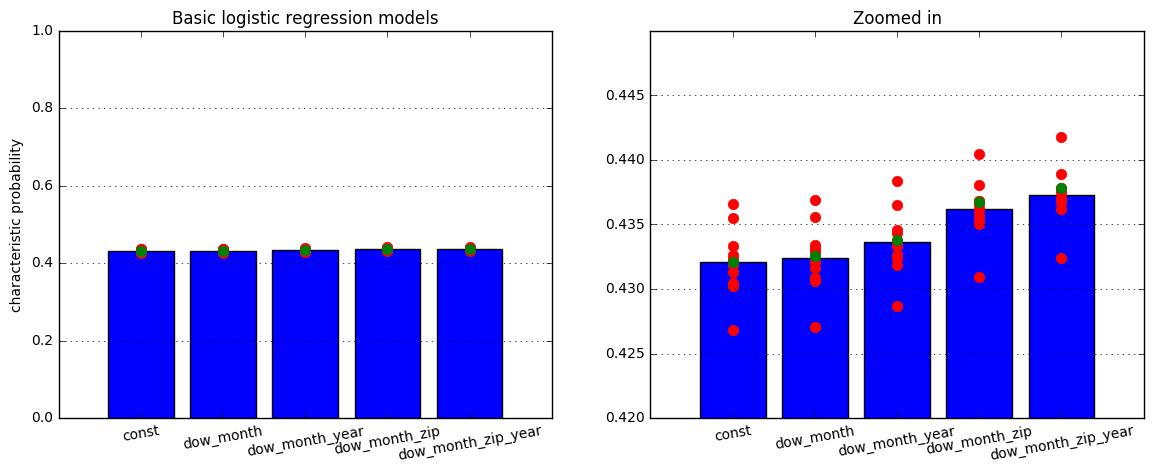 Basic logistic regression models
characteristic probability
1.0
0.8
0.6
0.4
0.2
0.0
const
dow_month
dow_month_year
dow_month_zip
dow_month_zip_year
Zoomed in
0.445
0.440
0.435
0.430
0.425
0.420
const
dow_month
dow_month_year
dow_month_zip
dow_month_zip_year